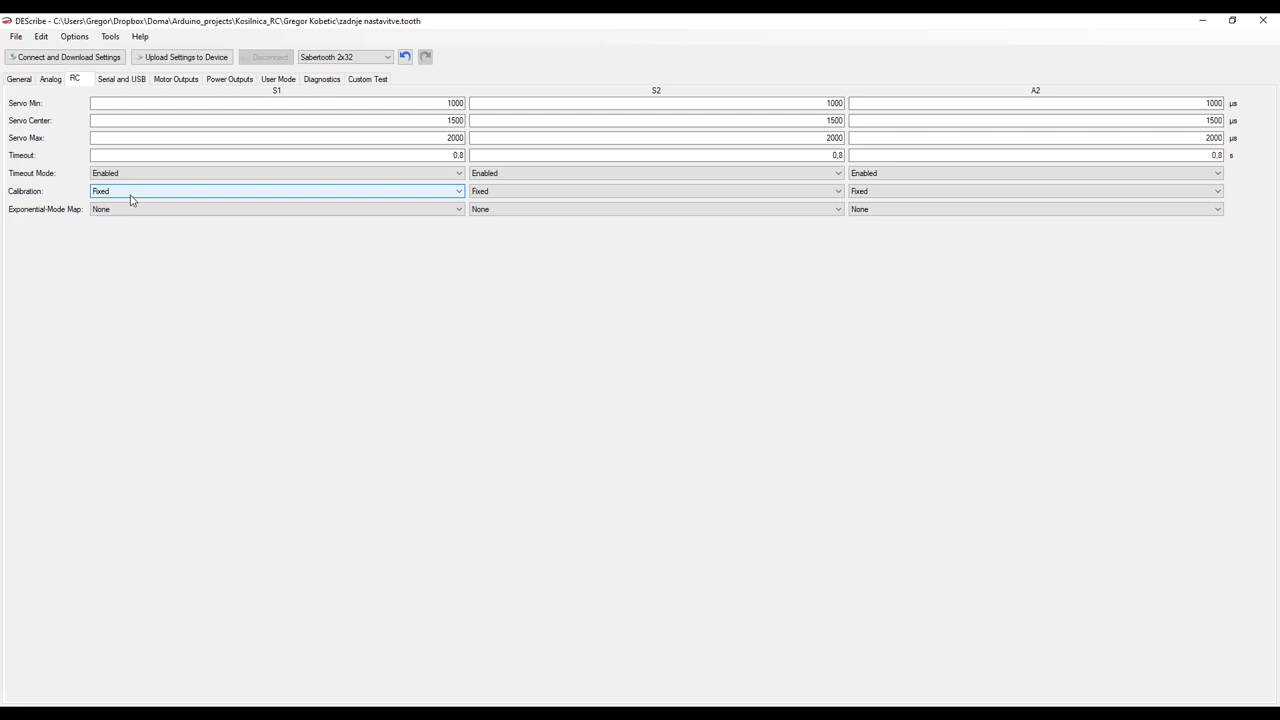 DEScribe - C:\Users\Gregor\Dropbox\Doma\Arduino_projects\Kosilnica_RC\Gregor Kobetic\zadnje nastavitve.tooth
File Edit Options Tools Help
Connect and Download Settings Upload Settings to Device Disconnect Sabertooth 2x32
General Analog RC Serial and USB Motor Outputs Power Outputs User Mode Diagnostics Custom Test
S1 S2 A2
Servo Min: 1000 1000 1000 µs
Servo Center: 1500 1500 1500 µs
Servo Max: 2000 2000 2000 µs
Timeout: 0,8 0,8 0,8 s
Timeout Mode: Enabled Enabled Enabled
Calibration: Fixed Fixed Fixed
Exponential-Mode Map: None None None